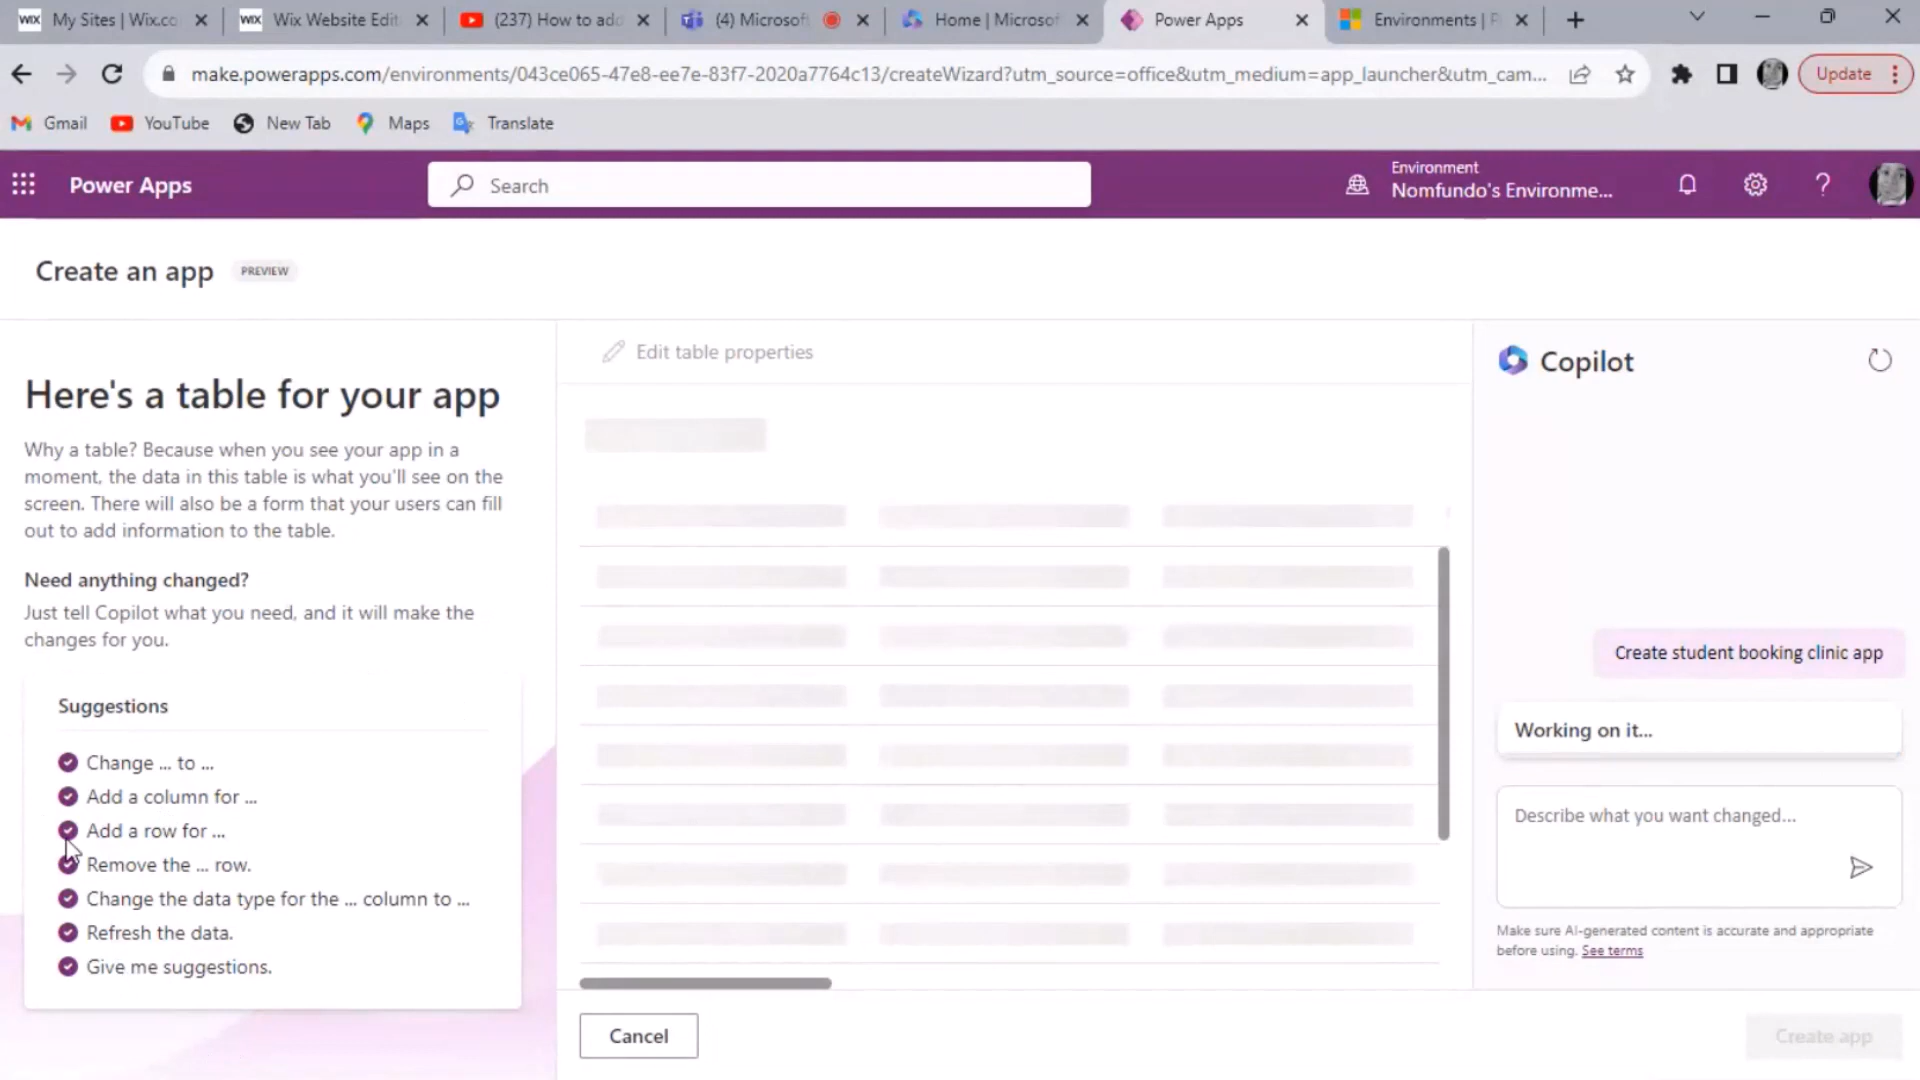 WIX My Sites | Wix.co
WIX Wix Website Edit
(237) How to add
(4) Microsoft
Home | Microsof
Power Apps
Environments | P
make.powerapps.com/environments/043ce065-47e8-ee7e-83f7-2020a7764c13/createWizard?utm_source=office&utm_medium=app_launcher&utm_cam...
Update
Gmail
YouTube
New Tab
Maps
Translate
Power Apps
Search
Environment
Nomfundo's Environme...
Create an app
PREVIEW
Here's a table for your app
Why a table? Because when you see your app in a
moment, the data in this table is what you'll see on the
screen. There will also be a form that your users can fill
out to add information to the table.
Need anything changed?
Just tell Copilot what you need, and it will make the
changes for you.
Suggestions
Change ... to ...
Add a column for ...
Add a row for ...
Remove the ... row.
Change the data type for the ... column to ...
Refresh the data.
Give me suggestions.
Edit table properties
Cancel
Copilot
Create student booking clinic app
Working on it...
Describe what you want changed...
Make sure AI-generated content is accurate and appropriate
before using. See terms
Create app